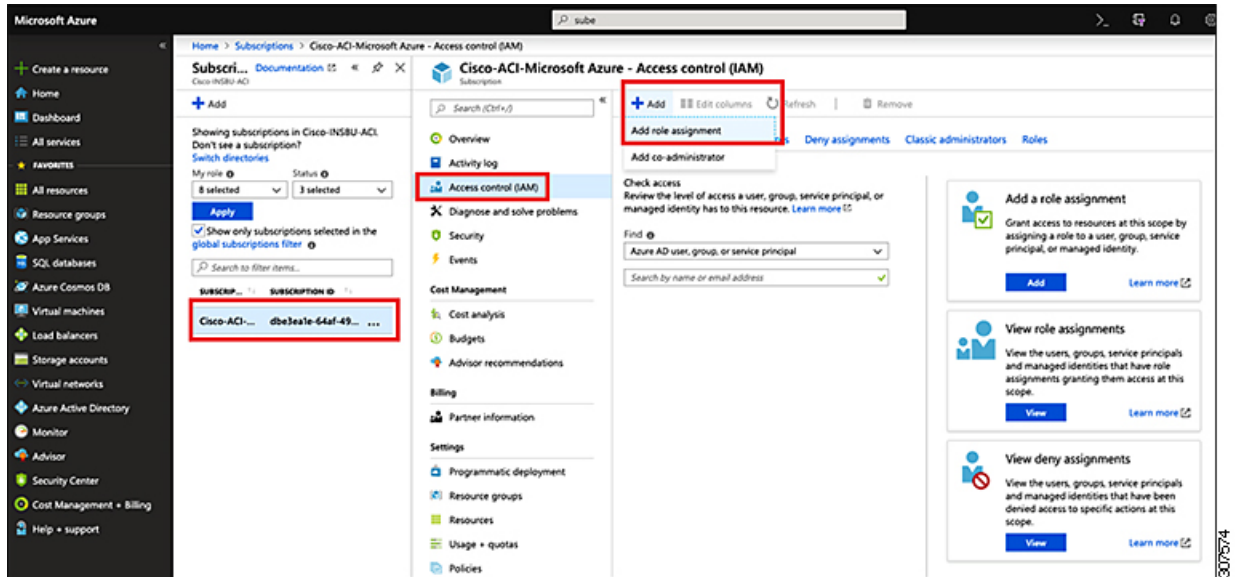 Microsoft Azure
sube
Home > Subscriptions > Cisco-ACI-Microsoft Azure - Access control (IAM)
Create a resource
Home
Dashboard
All services
FAVORITES
All resources
Resource groups
App Services
SQL databases
Azure Cosmos DB
Virtual machines
Load balancers
Storage accounts
Virtual networks
Azure Active Directory
Monitor
Advisor
Security Center
Cost Management + Billing
Help + support
Subscri... Documentation
Cisco-INSBU-ACI
Add
Showing subscriptions in Cisco-INSBU-ACI.
Don't see a subscription?
Switch directories
My role Status
8 selected 3 selected
Apply
Show only subscriptions selected in the
global subscriptions filter
Search to filter items...
SUBSCRIP... SUBSCRIPTION ID
Cisco-ACI-... dbe3ea1e-64af-49... ...
Cisco-ACI-Microsoft Azure - Access control (IAM)
Subscription
Search (Ctrl+/)
Overview
Activity log
Access control (IAM)
Diagnose and solve problems
Security
Events
Cost Management
Cost analysis
Budgets
Advisor recommendations
Billing
Partner information
Settings
Programmatic deployment
Resource groups
Resources
Usage + quotas
Policies
Add Edit columns Refresh Remove
Add role assignment
Add co-administrator
Deny assignments Classic administrators Roles
Check access
Review the level of access a user, group, service principal, or
managed identity has to this resource. Learn more
Find
Azure AD user, group, or service principal
Search by name or email address
Add a role assignment
Grant access to resources at this scope by
assigning a role to a user, group, service
principal, or managed identity.
Add Learn more
View role assignments
View the users, groups, service principals
and managed identities that have role
assignments granting them access at this
scope.
View Learn more
View deny assignments
View the users, groups, service principals
and managed identities that have been
denied access to specific actions at this
scope.
View Learn more
307574